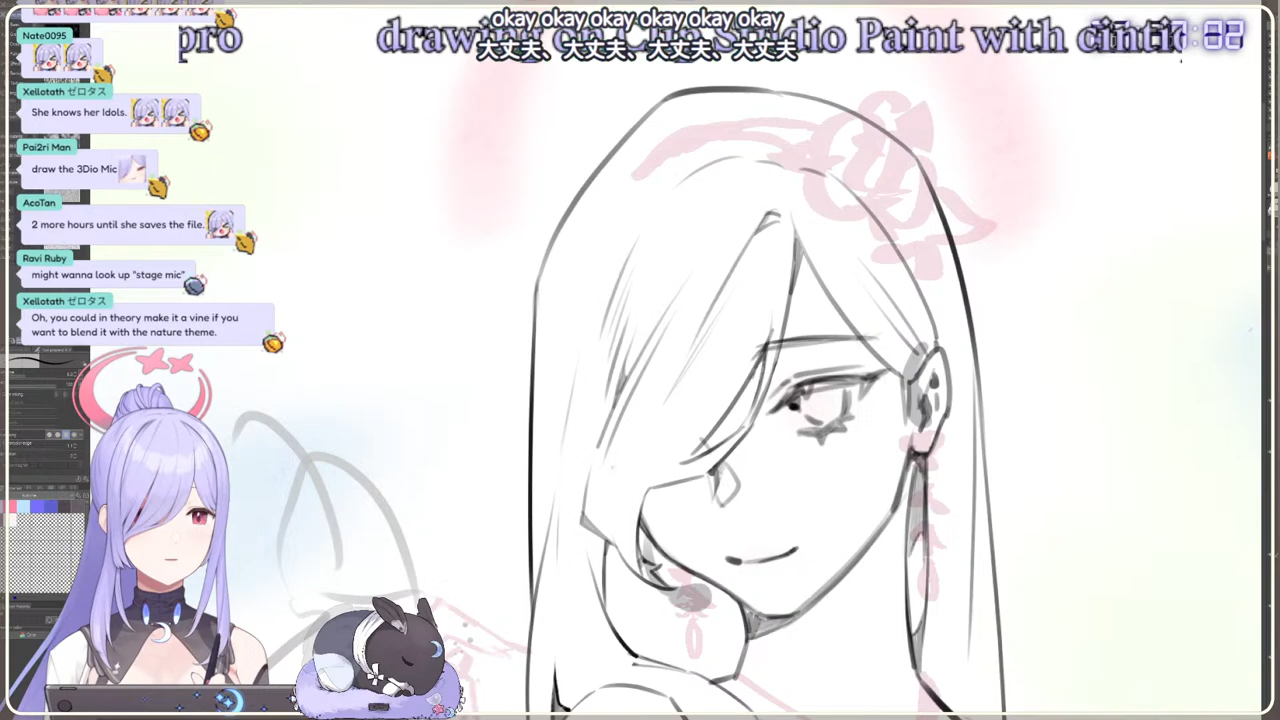 okay okay okay okay okay okay
大丈夫、大丈夫、大丈夫、大丈夫
pro
drawing on Clip Studio Paint with cinti
Nate0095
Xellotath ゼロタス
She knows her Idols.
Pai2ri Man
draw the 3Dio Mic
AcoTan
2 more hours until she saves the file.
Ravi Ruby
might wanna look up "stage mic"
Xellotath ゼロタス
Oh, you could in theory make it a vine if you
want to blend it with the nature theme.